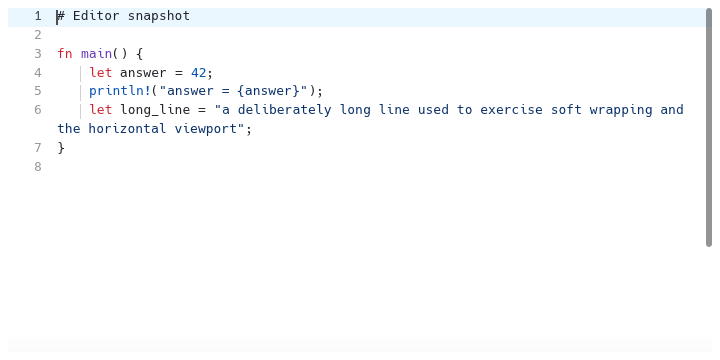 1 # Editor snapshot
2
3 fn main() {
4     let answer = 42;
5     println!("answer = {answer}");
6     let long_line = "a deliberately long line used to exercise soft wrapping and
the horizontal viewport";
7 }
8